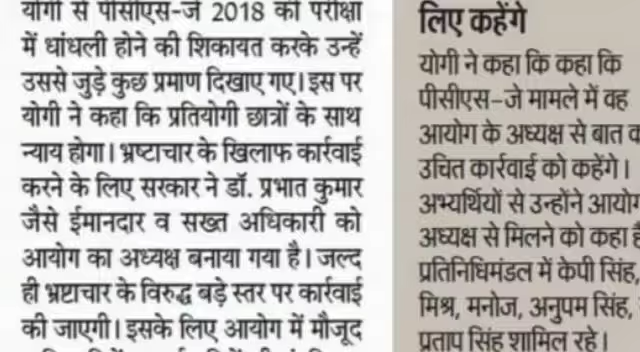 योगी से पीसीएस-जे 2018 की परीक्षा
में धांधली होने की शिकायत करके उन्हें
उससे जुड़े कुछ प्रमाण दिखाए गए। इस पर
योगी ने कहा कि प्रतियोगी छात्रों के साथ
न्याय होगा। भ्रष्टाचार के खिलाफ कार्रवाई
करने के लिए सरकार ने डॉ. प्रभात कुमार
जैसे ईमानदार व सख्त अधिकारी को
आयोग का अध्यक्ष बनाया गया है। जल्द
ही भ्रष्टाचार के विरुद्ध बड़े स्तर पर कार्रवाई
की जाएगी। इसके लिए आयोग में मौजूद
लिए कहेंगे
योगी ने कहा कि कहा कि
पीसीएस-जे मामले में वह
आयोग के अध्यक्ष से बात
उचित कार्रवाई को कहेंगे।
अभ्यर्थियों से उन्होंने
अध्यक्ष से मिलने को कहा
प्रतिनिधिमंडल में केपी सिंह,
मिश्र, मनोज, अनुपम सिंह,
प्रताप सिंह शामिल रहे।